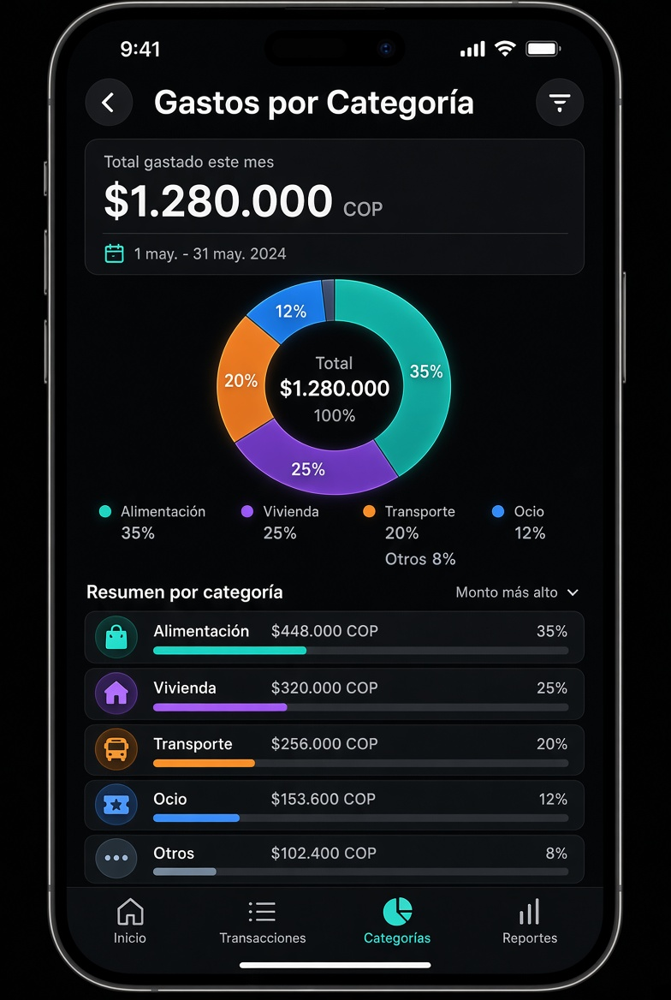 9:41
Gastos por Categoría
Total gastado este mes
$1.280.000 COP
1 may. - 31 may. 2024
12%
35%
20%
25%
Total
$1.280.000
100%
Alimentación Vivienda Transporte Ocio
35% 25% 20% 12%
Otros 8%
Resumen por categoría Monto más alto
Alimentación $448.000 COP 35%
Vivienda $320.000 COP 25%
Transporte $256.000 COP 20%
Ocio $153.600 COP 12%
Otros $102.400 COP 8%
Inicio Transacciones Categorías Reportes